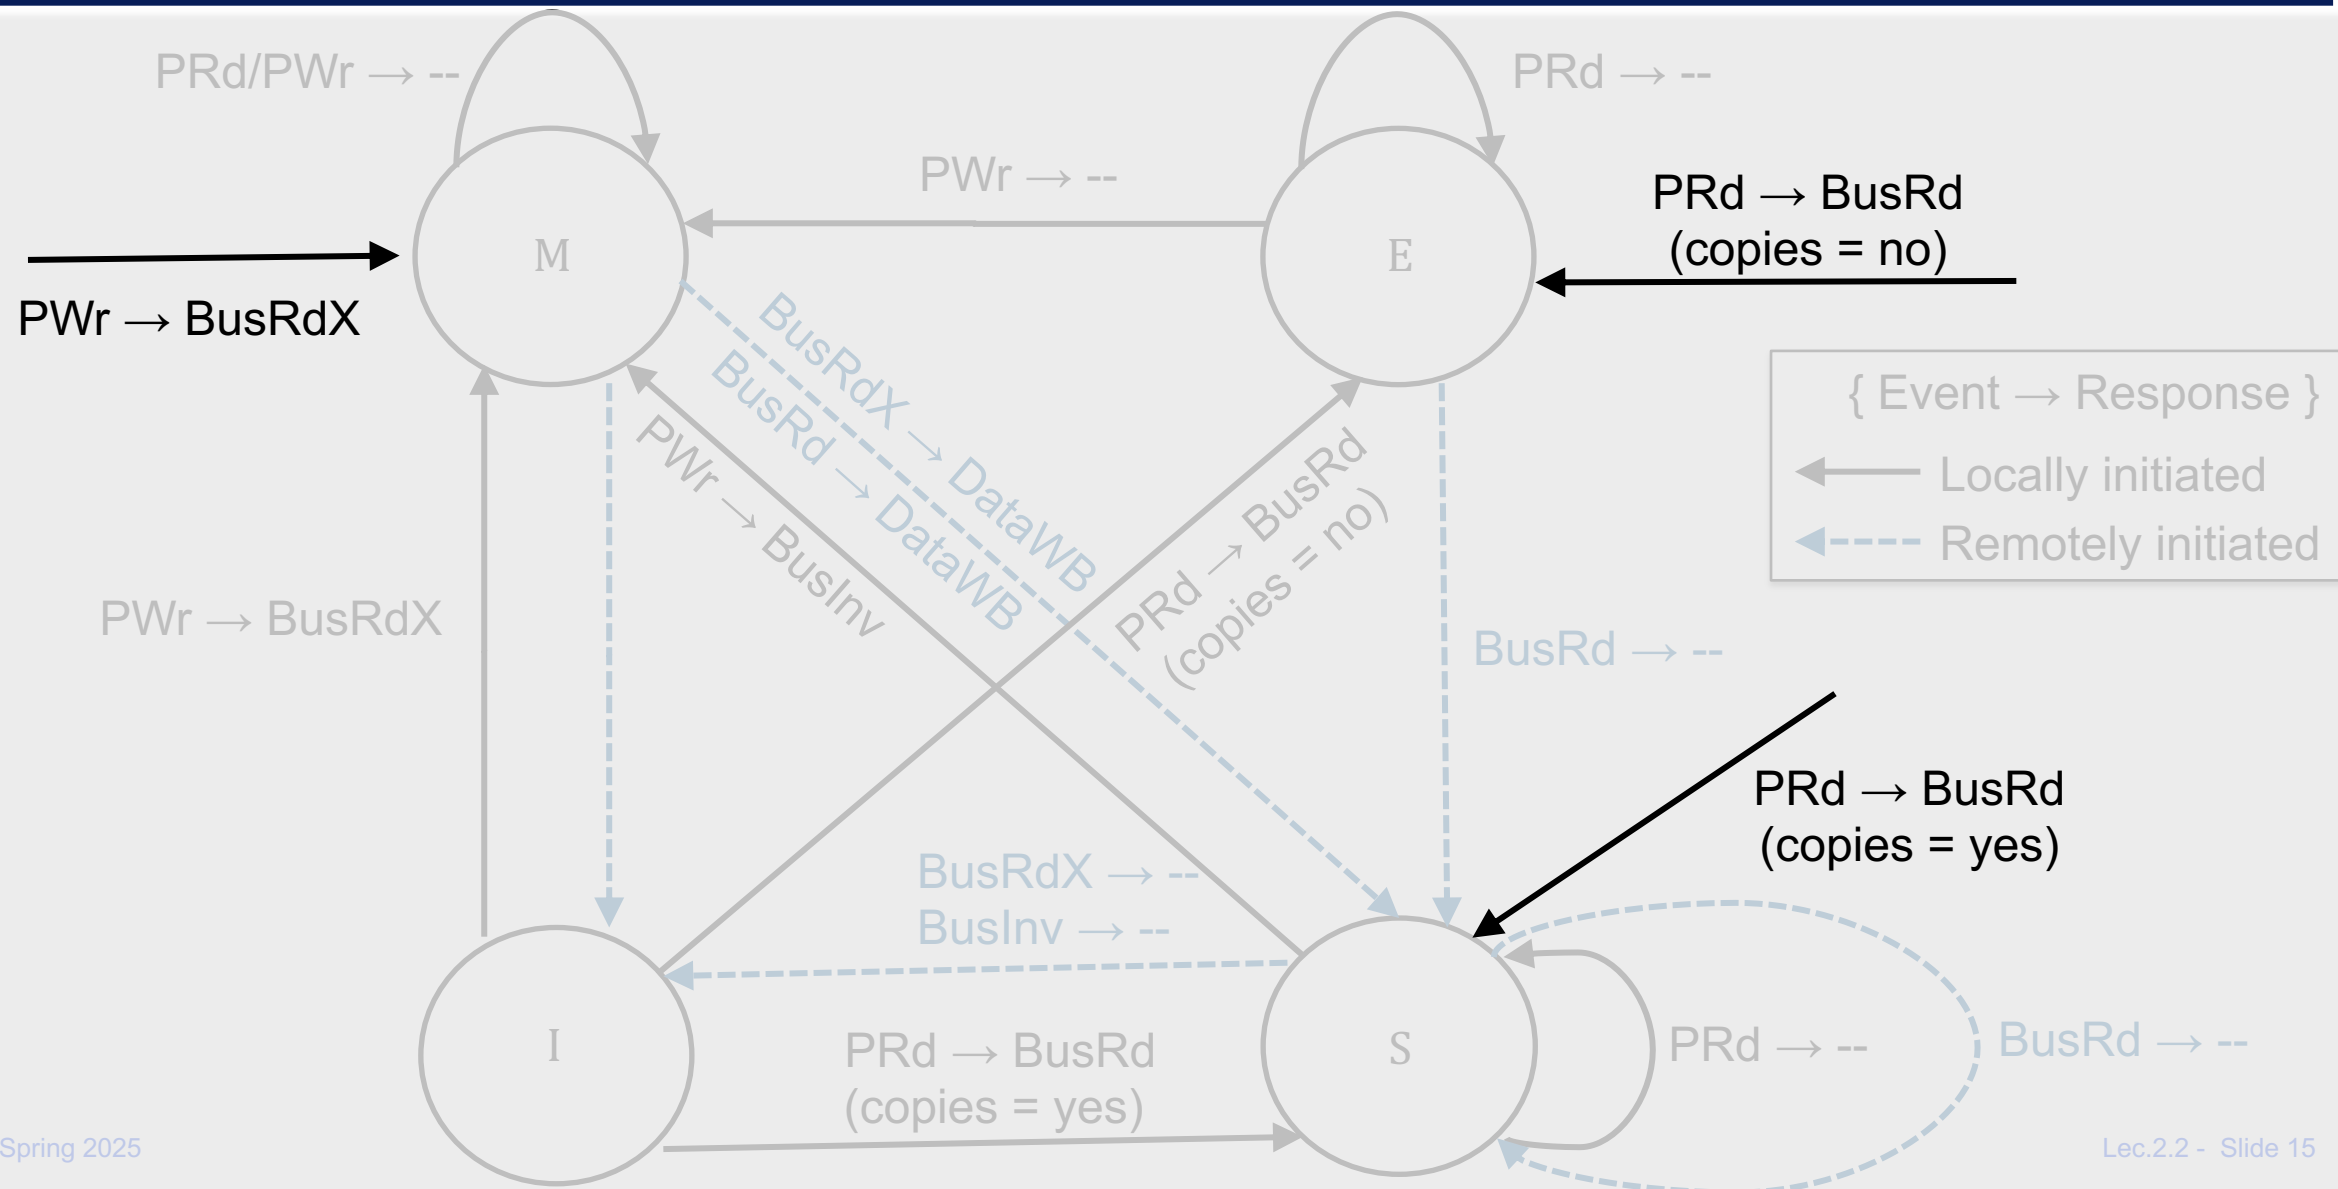 PRd/PWr → --
PRd → --
PWr → --
PRd → BusRd
(copies = no)
M
E
PWr → BusRdX
BusRdX → DataWB
BusRd → DataWB
PWr → BusInv
PRd → BusRd
(copies = no)
{ Event → Response }
Locally initiated
Remotely initiated
PWr → BusRdX
BusRd → --
PRd → BusRd
(copies = yes)
BusRdX → --
BusInv → --
I
PRd → BusRd
(copies = yes)
S
PRd → --
BusRd → --
Spring 2025
Lec.2.2 - Slide 15